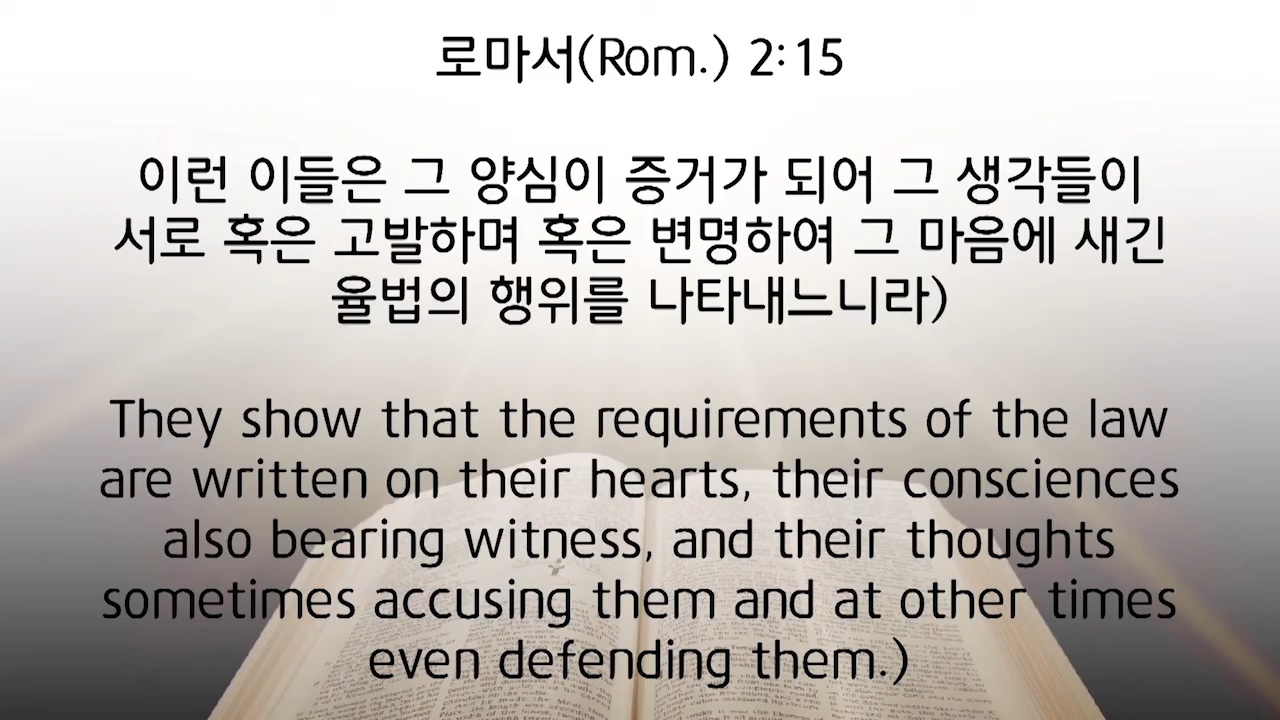 로마서(Rom.) 2:15
이런 이들은 그 양심이 증거가 되어 그 생각들이
서로 혹은 고발하며 혹은 변명하여 그 마음에 새긴
율법의 행위를 나타내느니라)
They show that the requirements of the law
are written on their hearts, their consciences
also bearing witness, and their thoughts
sometimes accusing them and at other times
even defending them.)